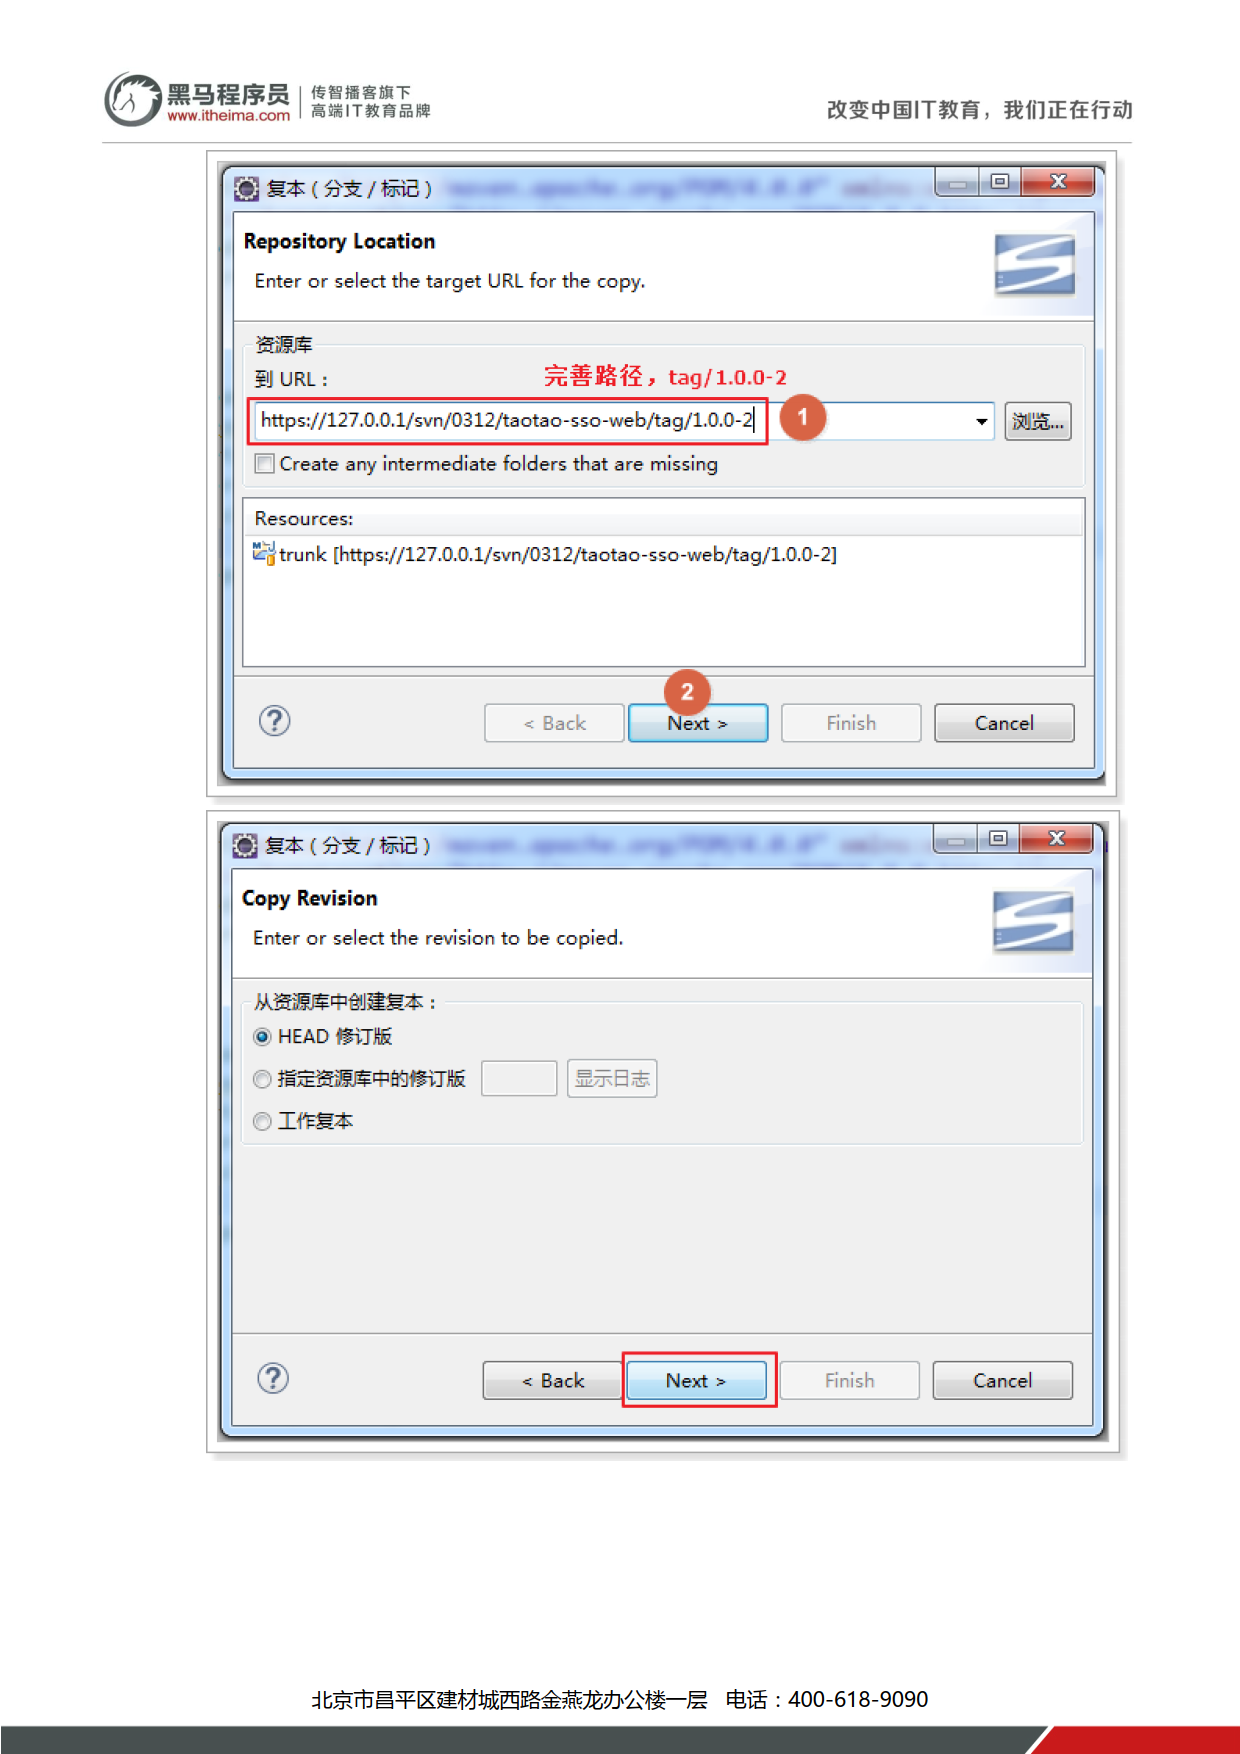 黑马程序员
www.itheima.com
传智播客旗下
高端IT教育品牌
改变中国IT教育，我们正在行动
复本（分支/标记）
Repository Location
Enter or select the target URL for the copy.
资源库
到 URL：
完善路径，tag/1.0.0-2
https://127.0.0.1/svn/0312/taotao-sso-web/tag/1.0.0-2
1
浏览...
Create any intermediate folders that are missing
Resources:
trunk [https://127.0.0.1/svn/0312/taotao-sso-web/tag/1.0.0-2]
2
< Back
Next >
Finish
Cancel
复本（分支/标记）
Copy Revision
Enter or select the revision to be copied.
从资源库中创建复本：
HEAD 修订版
指定资源库中的修订版
显示日志
工作复本
< Back
Next >
Finish
Cancel
北京市昌平区建材城西路金燕龙办公楼一层 电话：400-618-9090